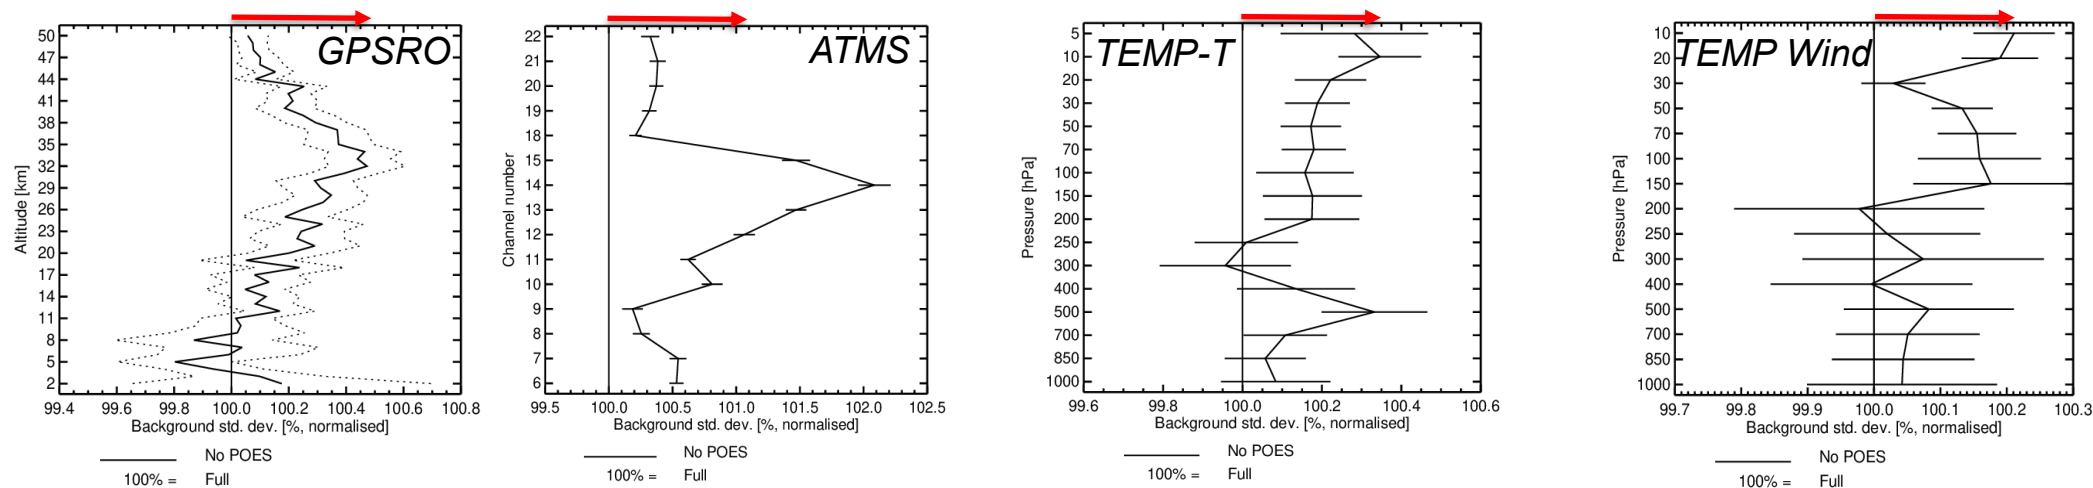 GPSRO
Altitude [km]
50
47
44
41
38
35
32
29
26
23
20
17
14
11
8
5
2
99.4 99.6 99.8 100.0 100.2 100.4 100.6 100.8
Background std. dev. [%, normalised]
No POES
100% = Full
ATMS
Channel number
22
21
20
19
18
15
14
13
12
11
10
9
8
7
6
99.5 100.0 100.5 101.0 101.5 102.0 102.5
Background std. dev. [%, normalised]
No POES
100% = Full
TEMP-T
Pressure [hPa]
5
10
20
30
50
70
100
150
200
250
300
400
500
700
850
1000
99.6 99.8 100.0 100.2 100.4 100.6
Background std. dev. [%, normalised]
No POES
100% = Full
TEMP Wind
Pressure [hPa]
10
20
30
50
70
100
150
200
250
300
400
500
700
850
1000
99.7 99.8 99.9 100.0 100.1 100.2 100.3
Background std. dev. [%, normalised]
No POES
100% = Full